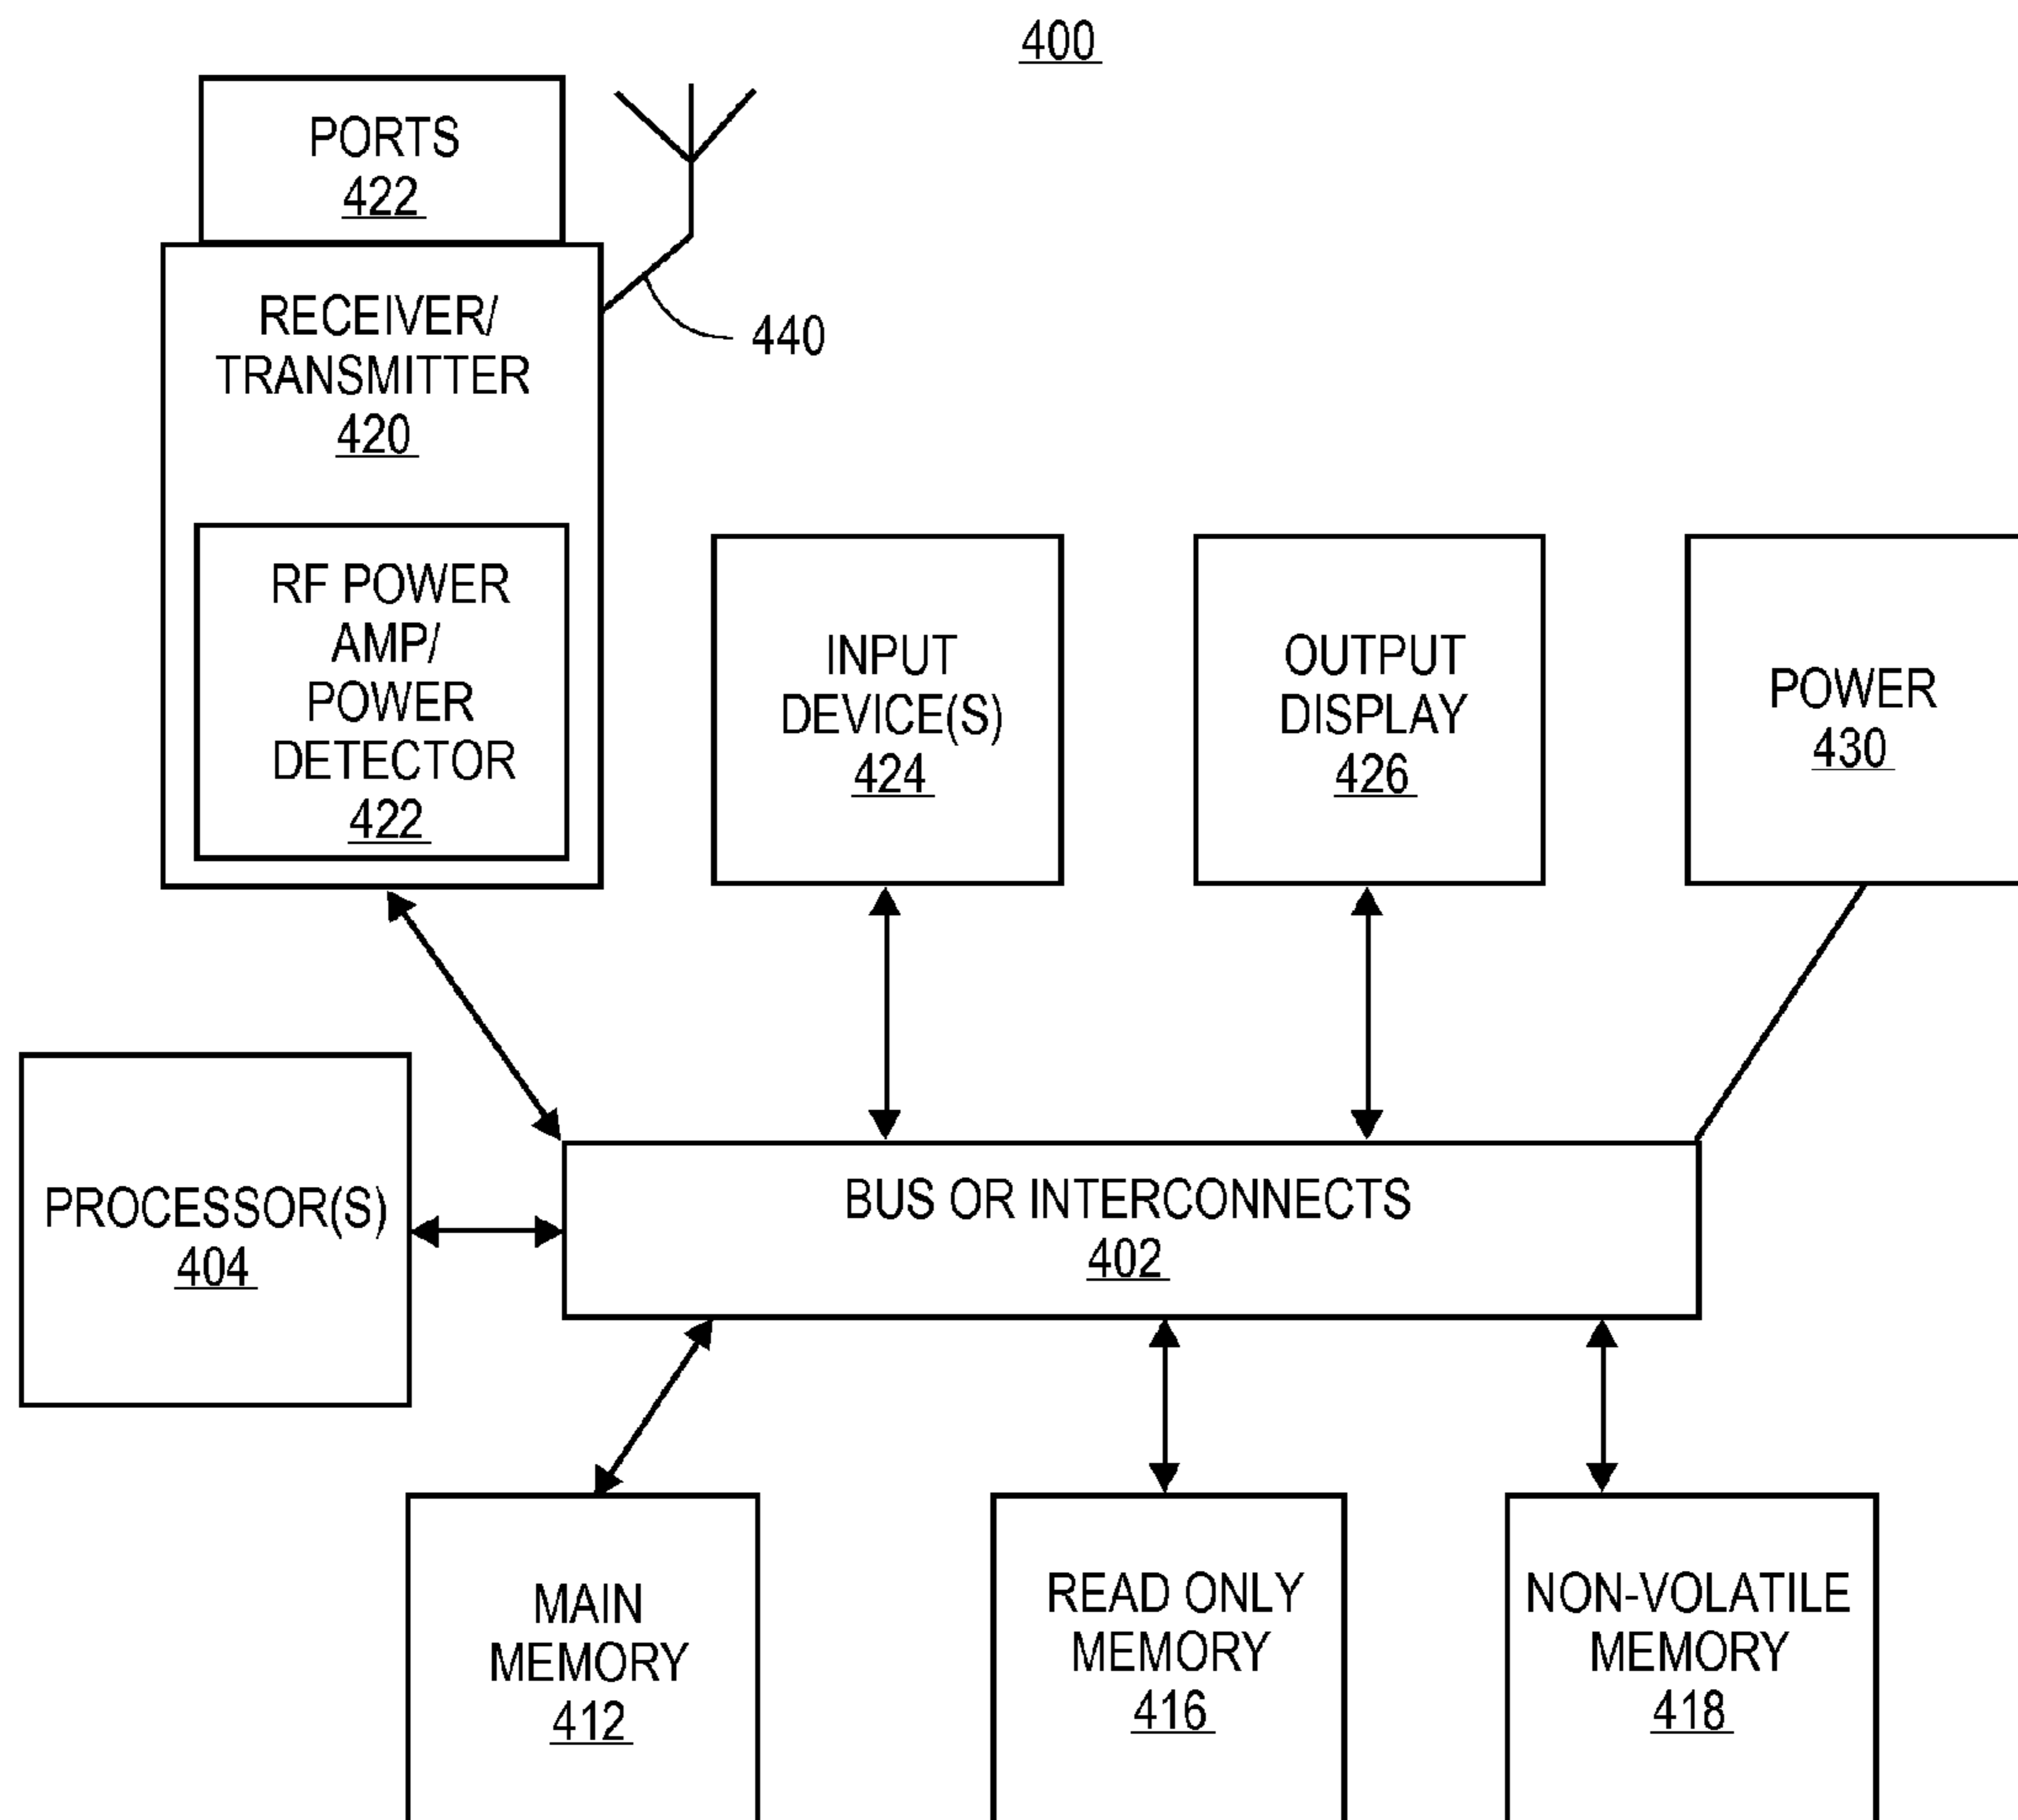 400
PORTS
422
RECEIVER/
TRANSMITTER
420
440
RF POWER
AMP/
POWER
DETECTOR
422
INPUT
DEVICE(S)
424
OUTPUT
DISPLAY
426
POWER
430
PROCESSOR(S)
404
BUS OR INTERCONNECTS
402
MAIN
MEMORY
412
READ ONLY
MEMORY
416
NON-VOLATILE
MEMORY
418